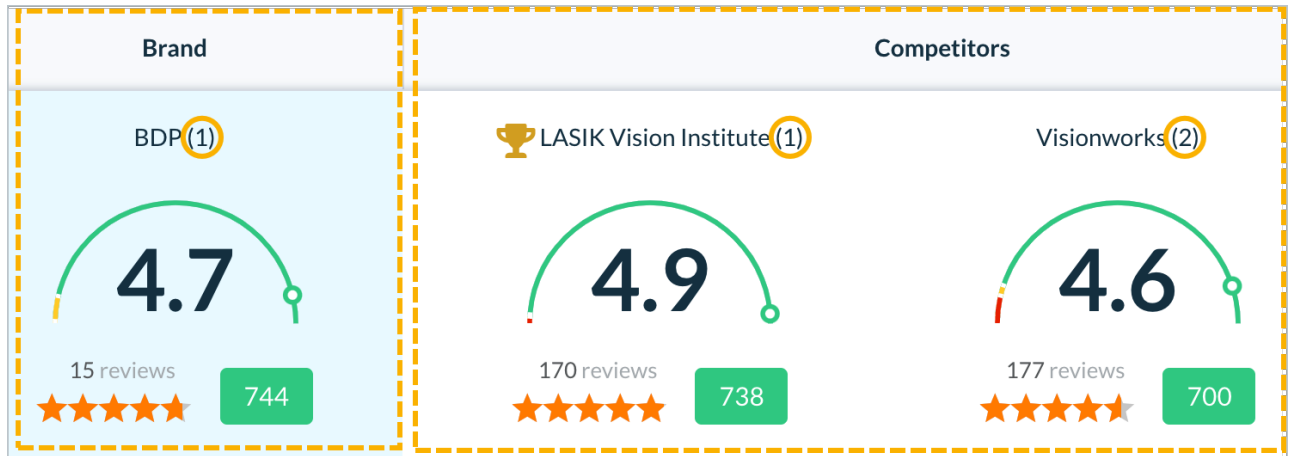 Brand
Competitors
BDP (1)
LASIK Vision Institute (1)
Visionworks (2)
4.7
4.9
4.6
15 reviews
744
170 reviews
738
177 reviews
700